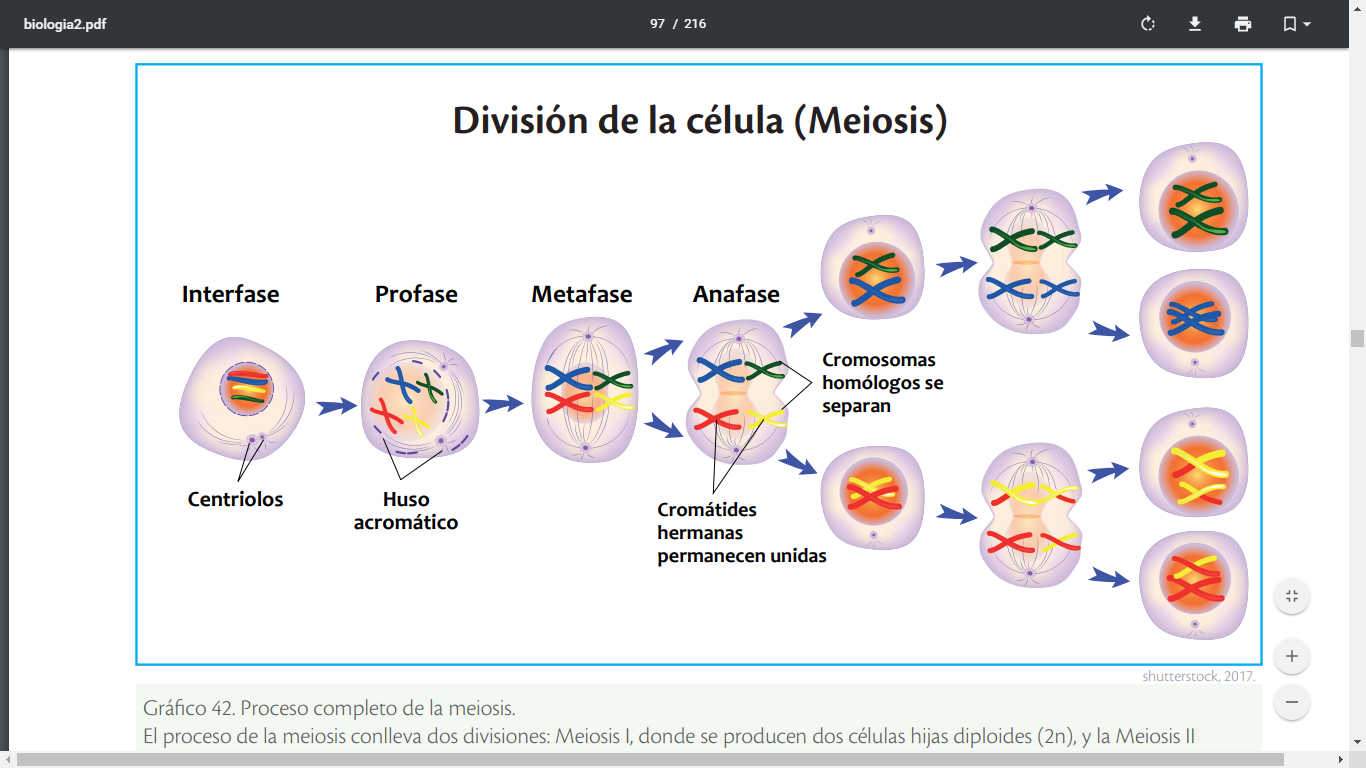 biologia2.pdf
97 / 216
División de la célula (Meiosis)
Interfase
Profase
Metafase
Anafase
Cromosomas
homólogos se
separan
Centriolos
Huso
acromático
Cromátides
hermanas
permanecen unidas
shutterstock, 2017.
Gráfico 42. Proceso completo de la meiosis.
El proceso de la meiosis conlleva dos divisiones: Meiosis I, donde se producen dos células hijas diploides (2n), y la Meiosis II